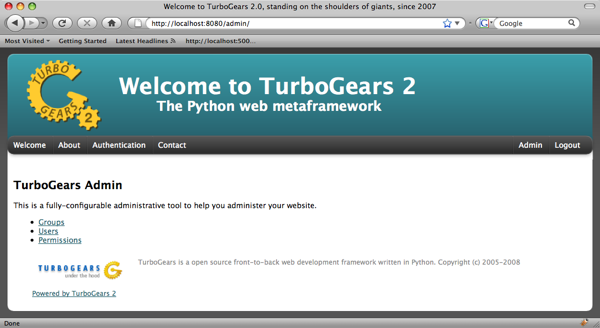 Welcome to TurboGears 2.0, standing on the shoulders of giants, since 2007
http://localhost:8080/admin/
Google
Most Visited
Getting Started
Latest Headlines
http://localhost:500...
TURBO
GEARS
2
Welcome to TurboGears 2
The Python web metaframework
Welcome About Authentication Contact Admin Logout
TurboGears Admin
This is a fully-configurable administrative tool to help you administer your website.
Groups
Users
Permissions
TURBOGEARS
under the hood
TurboGears is a open source front-to-back web development framework written in Python. Copyright (c) 2005-2008
Powered by TurboGears 2
Done